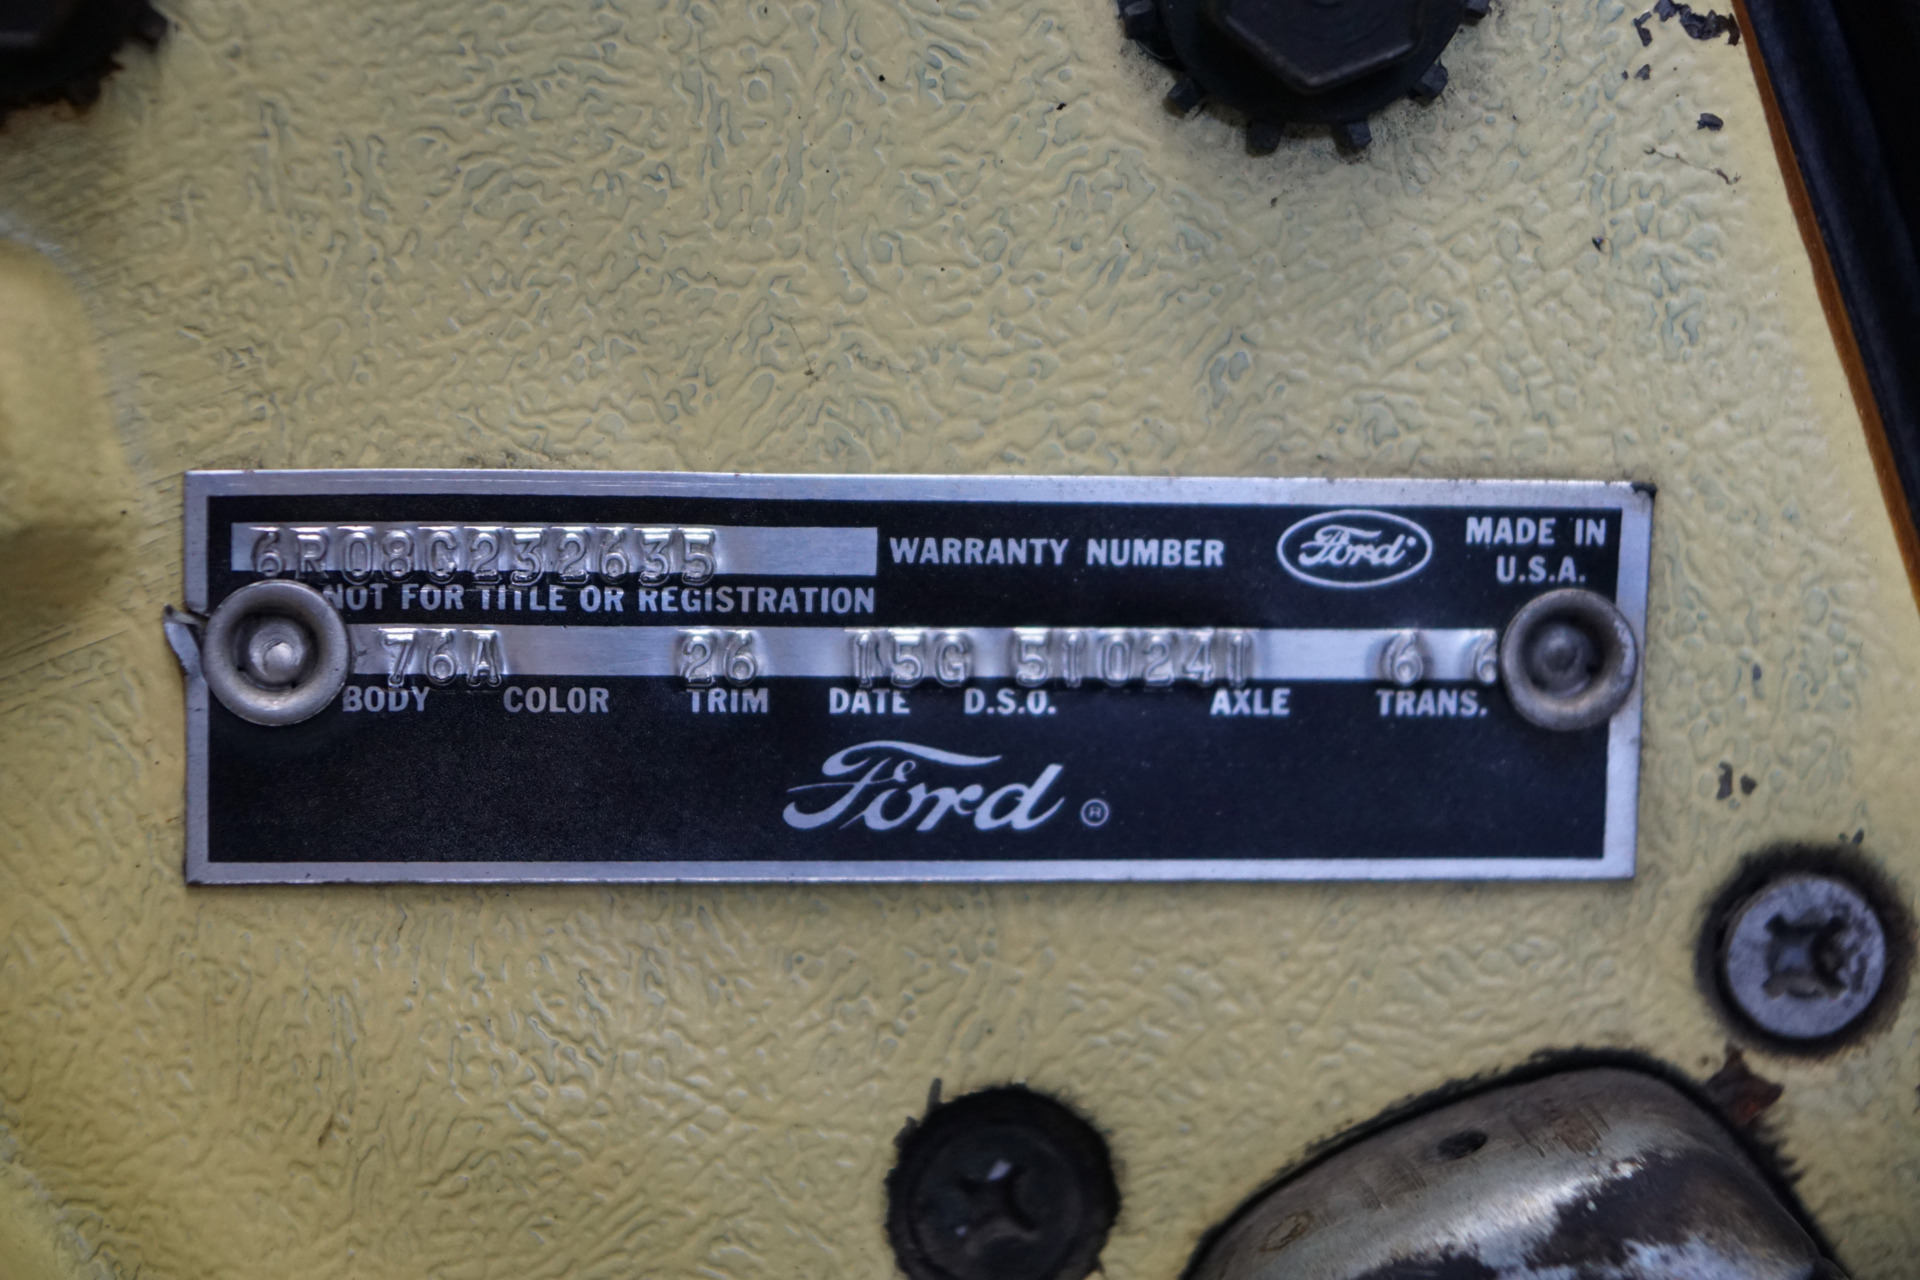 6R08C232635 WARRANTY NUMBER Ford MADE IN
U.S.A.
NOT FOR TITLE OR REGISTRATION
76A 26 15G 510241 6 6
BODY COLOR TRIM DATE D.S.O. AXLE TRANS.
Ford ®